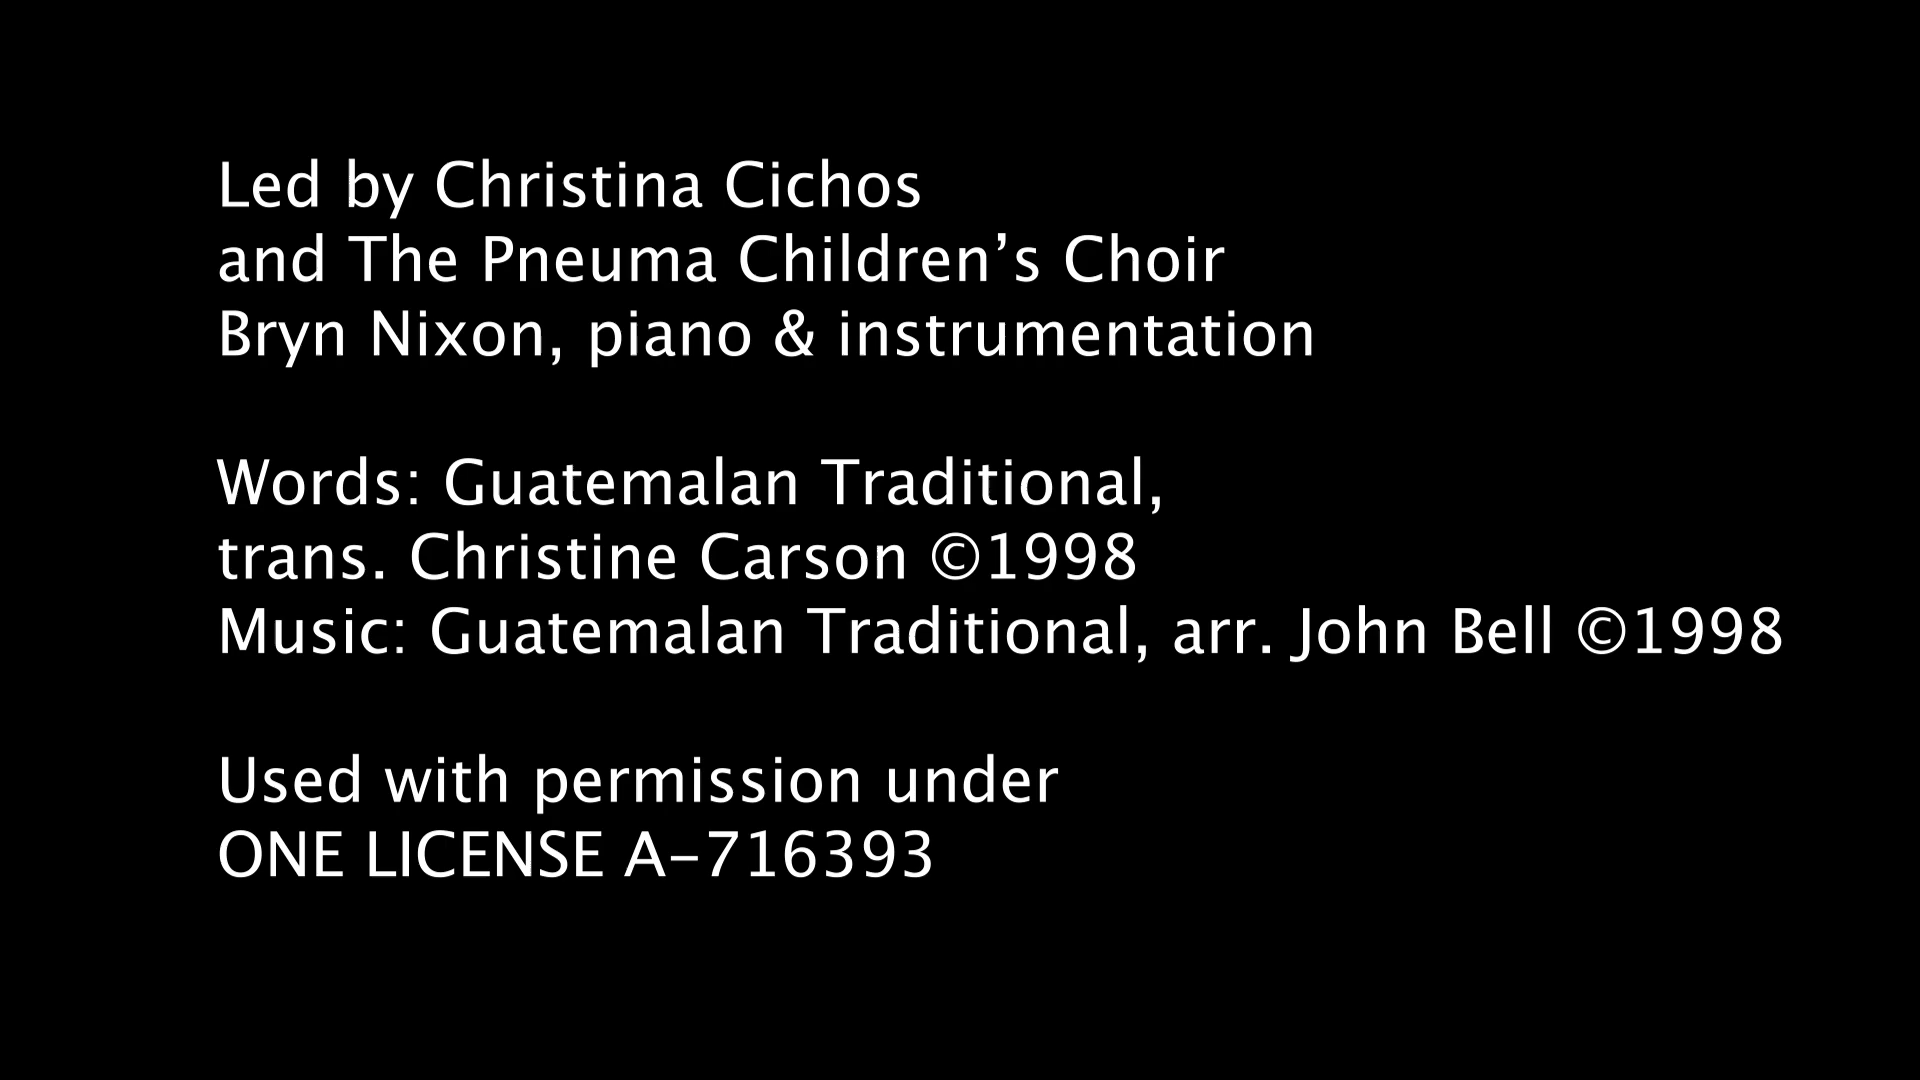 Led by Christina Cichos
and The Pneuma Children’s Choir
Bryn Nixon, piano & instrumentation
Words: Guatemalan Traditional,
trans. Christine Carson ©1998
Music: Guatemalan Traditional, arr. John Bell ©1998
Used with permission under
ONE LICENSE A-716393